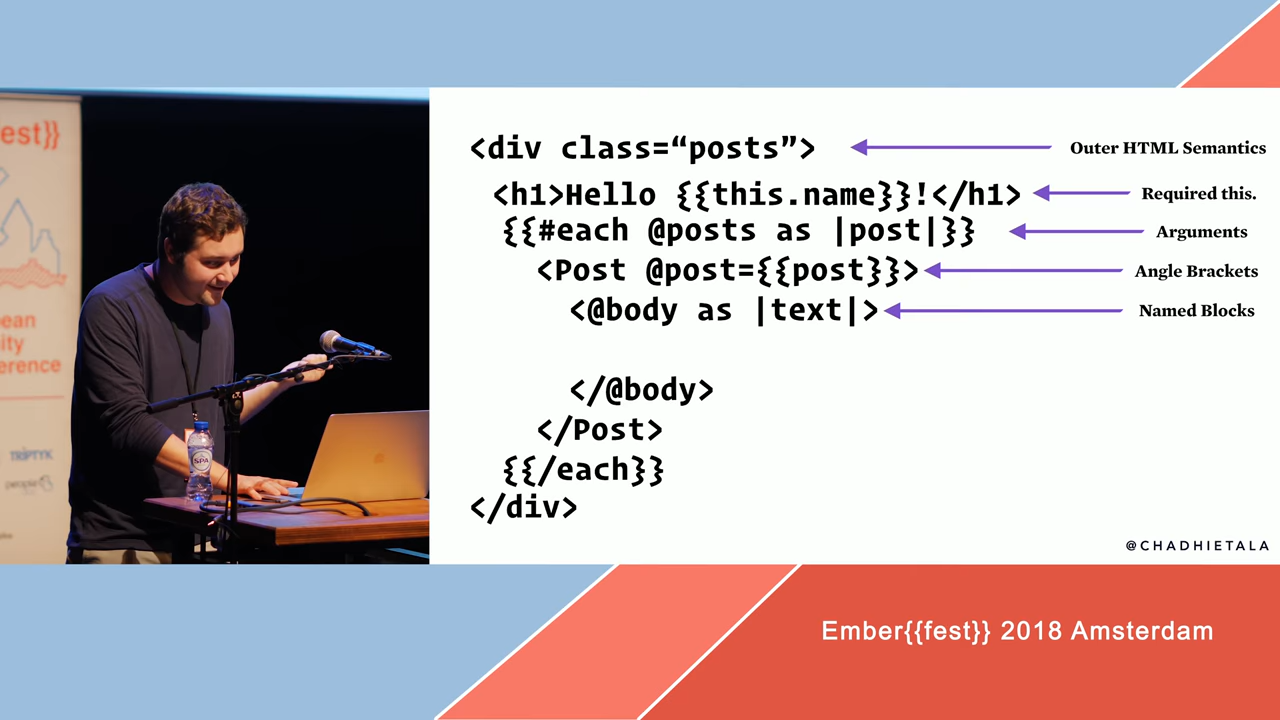 est}}
ean
ity
erence
TRIPTYK
people
SPA
<div class=“posts”>
Outer HTML Semantics
<h1>Hello {{this.name}}!</h1>
Required this.
{{#each @posts as |post|}}
Arguments
<Post @post={{post}}>
Angle Brackets
<@body as |text|>
Named Blocks
</@body>
</Post>
{{/each}}
</div>
@CHADHIETALA
Ember{{fest}} 2018 Amsterdam